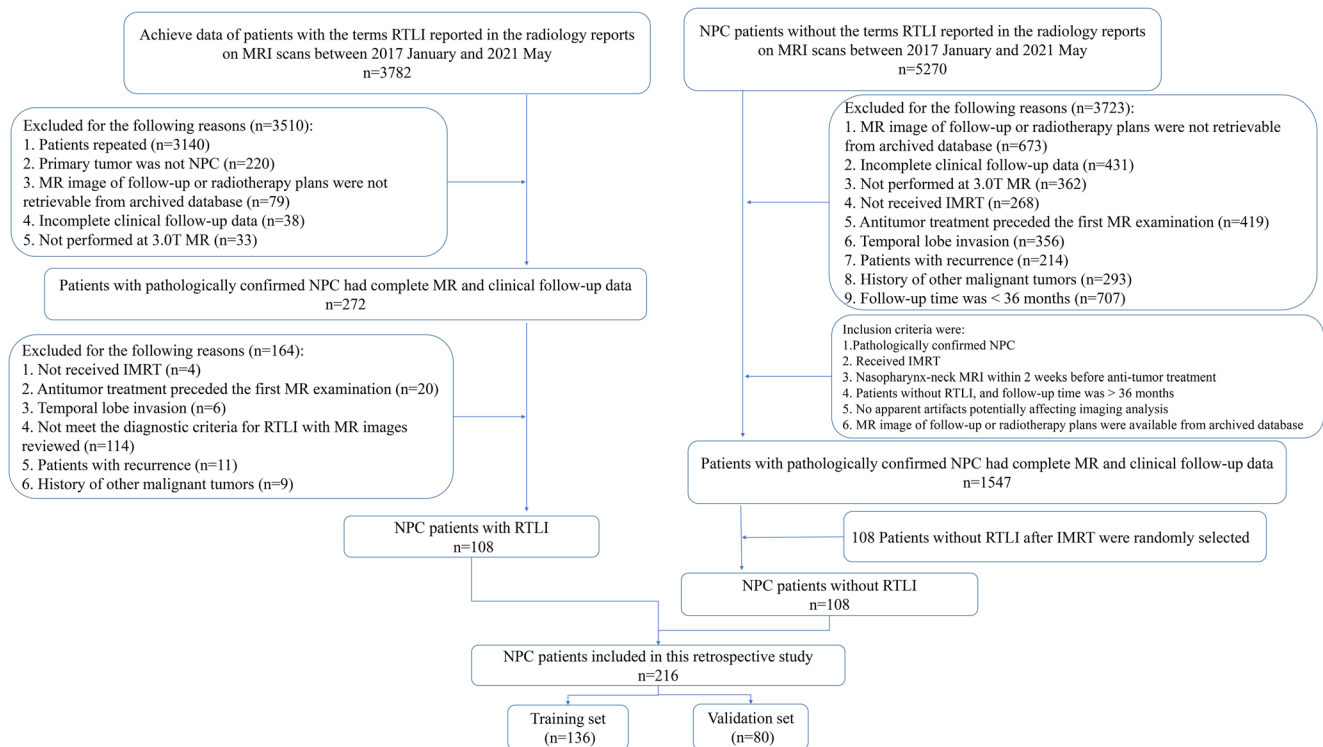 Achieve data of patients with the terms RTLI reported in the radiology reports
on MRI scans between 2017 January and 2021 May
n=3782
NPC patients without the terms RTLI reported in the radiology reports
on MRI scans between 2017 January and 2021 May
n=5270
Excluded for the following reasons (n=3510):
1. Patients repeated (n=3140)
2. Primary tumor was not NPC (n=220)
3. MR image of follow-up or radiotherapy plans were not
retrievable from archived database (n=79)
4. Incomplete clinical follow-up data (n=38)
5. Not performed at 3.0T MR (n=33)
Excluded for the following reasons (n=3723):
1. MR image of follow-up or radiotherapy plans were not retrievable
from archived database (n=673)
2. Incomplete clinical follow-up data (n=431)
3. Not performed at 3.0T MR (n=362)
4. Not received IMRT (n=268)
5. Antitumor treatment preceded the first MR examination (n=419)
6. Temporal lobe invasion (n=356)
7. Patients with recurrence (n=214)
8. History of other malignant tumors (n=293)
9. Follow-up time was < 36 months (n=707)
Patients with pathologically confirmed NPC had complete MR and clinical follow-up data
n=272
Inclusion criteria were:
1.Pathologically confirmed NPC
2. Received IMRT
3. Nasopharynx-neck MRI within 2 weeks before anti-tumor treatment
4. Patients without RTLI, and follow-up time was > 36 months
5. No apparent artifacts potentially affecting imaging analysis
6. MR image of follow-up or radiotherapy plans were available from archived database
Excluded for the following reasons (n=164):
1. Not received IMRT (n=4)
2. Antitumor treatment preceded the first MR examination (n=20)
3. Temporal lobe invasion (n=6)
4. Not meet the diagnostic criteria for RTLI with MR images
reviewed (n=114)
5. Patients with recurrence (n=11)
6. History of other malignant tumors (n=9)
Patients with pathologically confirmed NPC had complete MR and clinical follow-up data
n=1547
NPC patients with RTLI
n=108
108 Patients without RTLI after IMRT were randomly selected
NPC patients without RTLI
n=108
NPC patients included in this retrospective study
n=216
Training set
(n=136)
Validation set
(n=80)